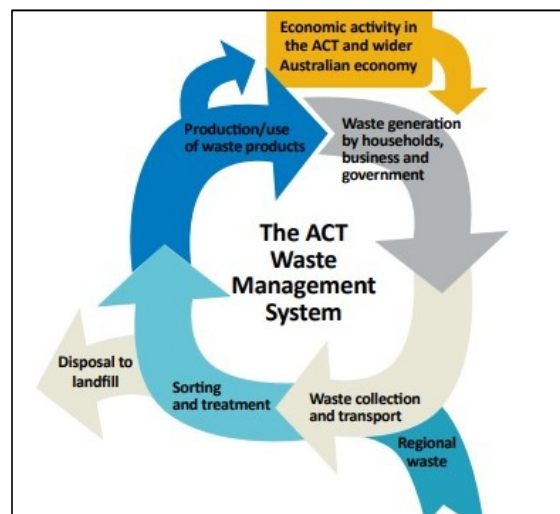 Economic activity in
the ACT and wider
Australian economy
Production/use
of waste products
Waste generation
by households,
business and
government
The ACT
Waste
Management
System
Disposal to
landfill
Sorting
and treatment
Waste collection
and transport
Regional
waste